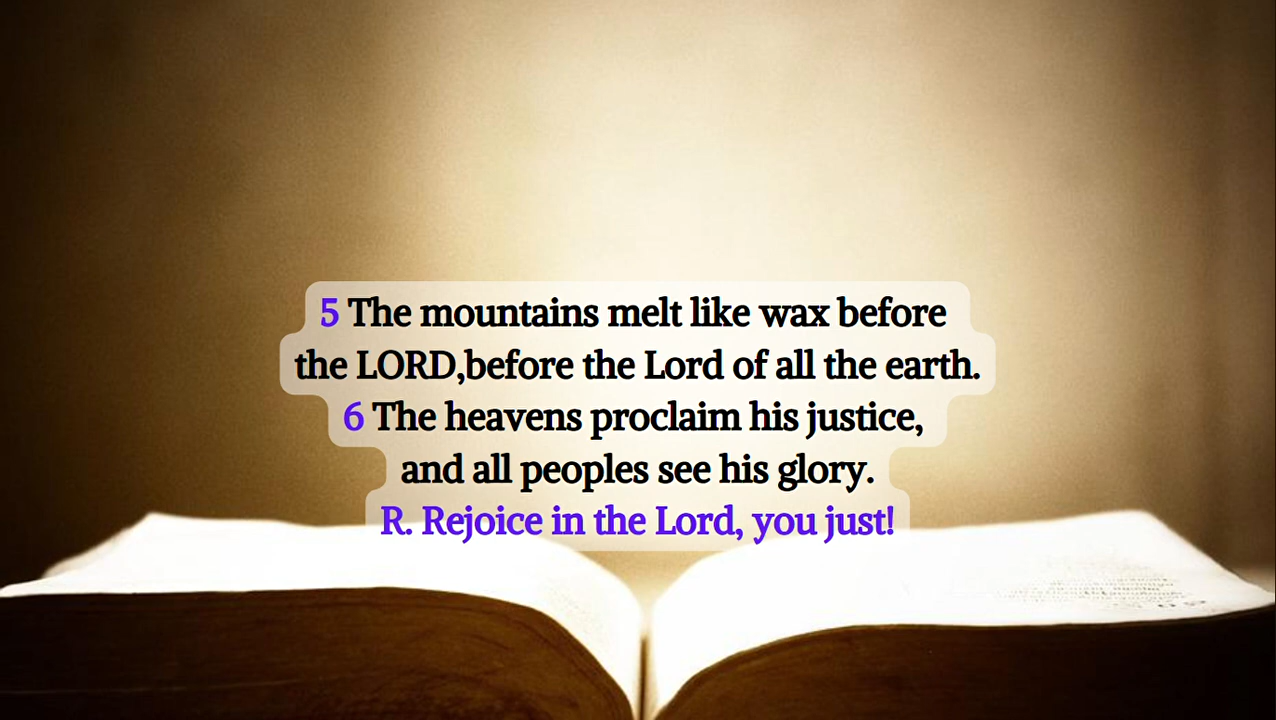 5 The mountains melt like wax before
the LORD,before the Lord of all the earth.
6 The heavens proclaim his justice,
and all peoples see his glory.
R. Rejoice in the Lord, you just!